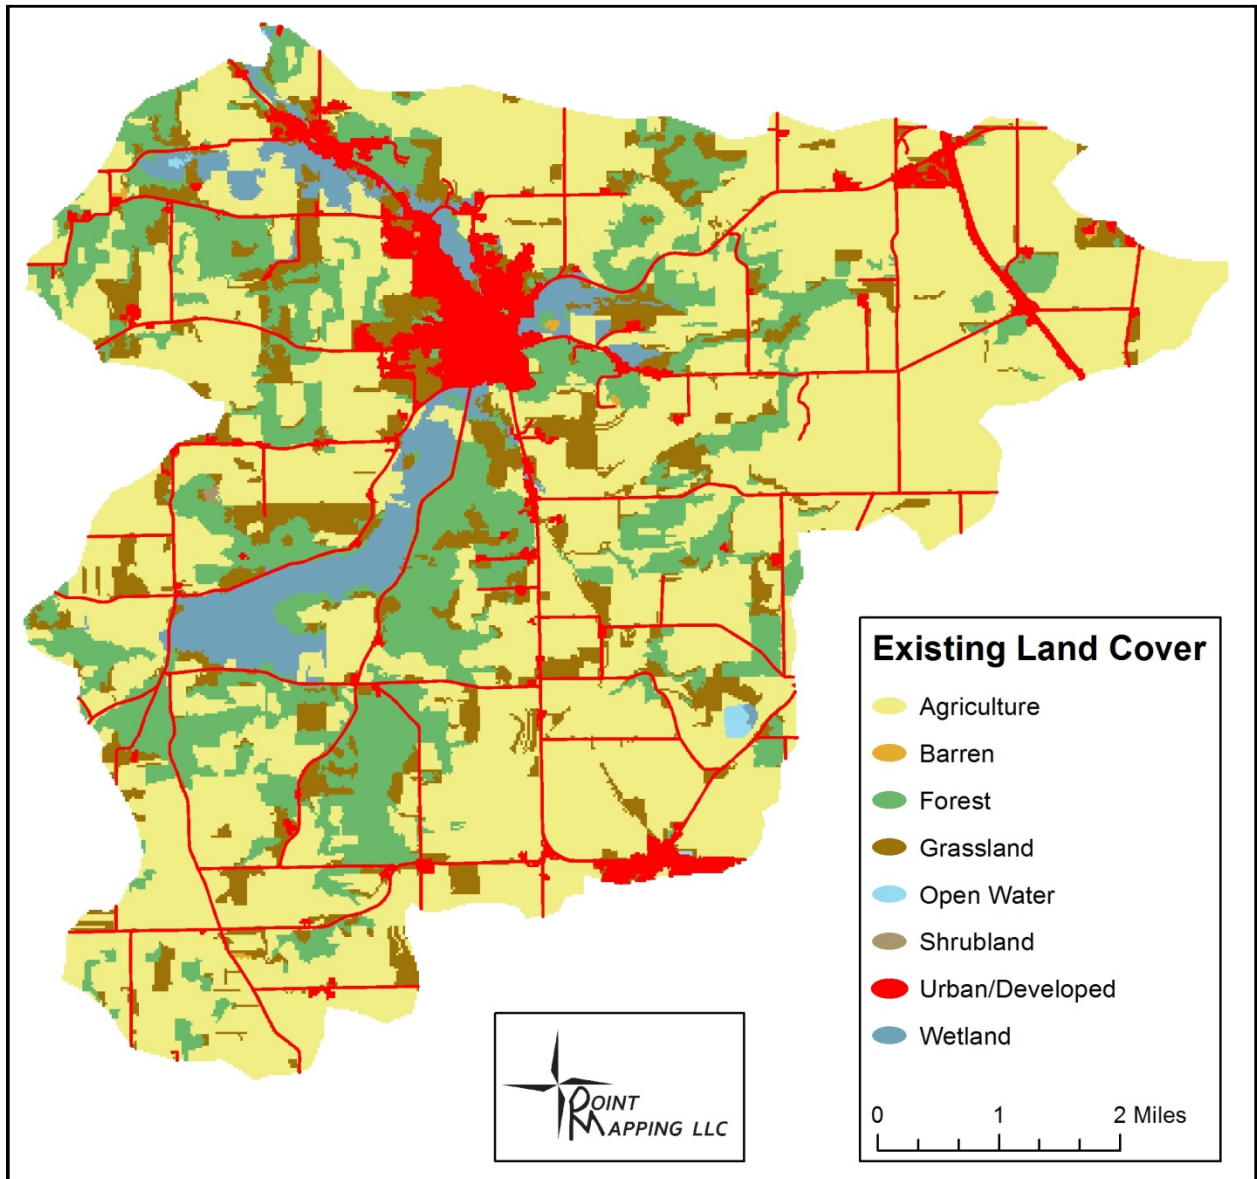 Existing Land Cover
Agriculture
Barren
Forest
Grassland
Open Water
Shrubland
Urban/Developed
Wetland
0 1 2 Miles
POINT
MAPPING LLC